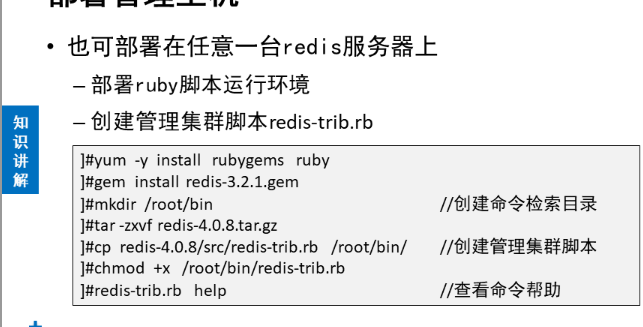 部署管理主机
• 也可部署在任意一台redis服务器上
– 部署ruby脚本运行环境
– 创建管理集群脚本redis-trib.rb
知识讲解
]#yum -y install rubygems ruby
]#gem install redis-3.2.1.gem
]#mkdir /root/bin //创建命令检索目录
]#tar -zxvf redis-4.0.8.tar.gz
]#cp redis-4.0.8/src/redis-trib.rb /root/bin/ //创建管理集群脚本
]#chmod +x /root/bin/redis-trib.rb
]#redis-trib.rb help //查看命令帮助